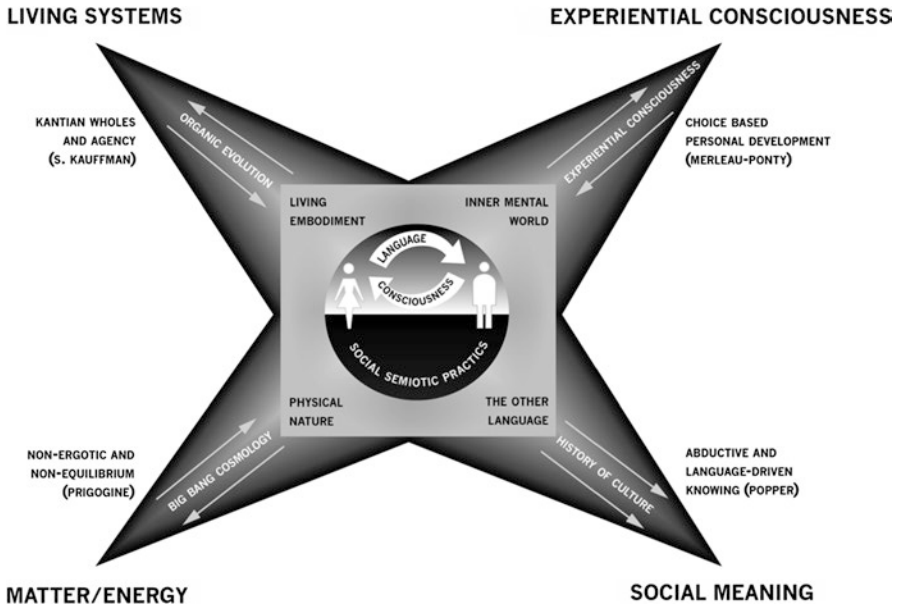 LIVING SYSTEMS
EXPERIENTIAL CONSCIOUSNESS
KANTIAN WHOLES
AND AGENCY
(S. KAUFFMAN)
ORGANIC EVOLUTION
EXPERIENTIAL CONSCIOUSNESS
CHOICE BASED
PERSONAL DEVELOPMENT
(MERLEAU-PONTY)
LIVING
EMBODIMENT
INNER MENTAL
WORLD
LANGUAGE
CONSCIOUSNESS
SOCIAL SEMIOTIC PRACTICS
PHYSICAL
NATURE
THE OTHER
LANGUAGE
NON-ERGOTIC AND
NON-EQUILIBRIUM
(PRIGOGINE)
BIG BANG COSMOLOGY
HISTORY OF CULTURE
ABDUCTIVE AND
LANGUAGE-DRIVEN
KNOWING (POPPER)
MATTER/ENERGY
SOCIAL MEANING